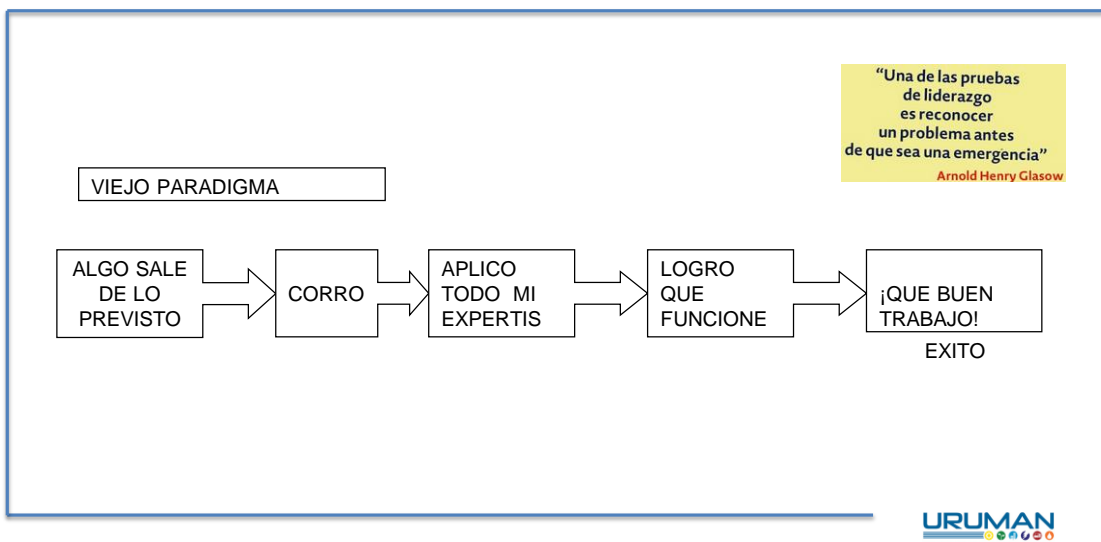 “Una de las pruebas
de liderazgo
es reconocer
un problema antes
de que sea una emergencia”
Arnold Henry Glasow
VIEJO PARADIGMA
ALGO SALE
DE LO
PREVISTO
CORRO
APLICO
TODO MI
EXPERTIS
LOGRO
QUE
FUNCIONE
¡QUE BUEN
TRABAJO!
EXITO
URUMAN